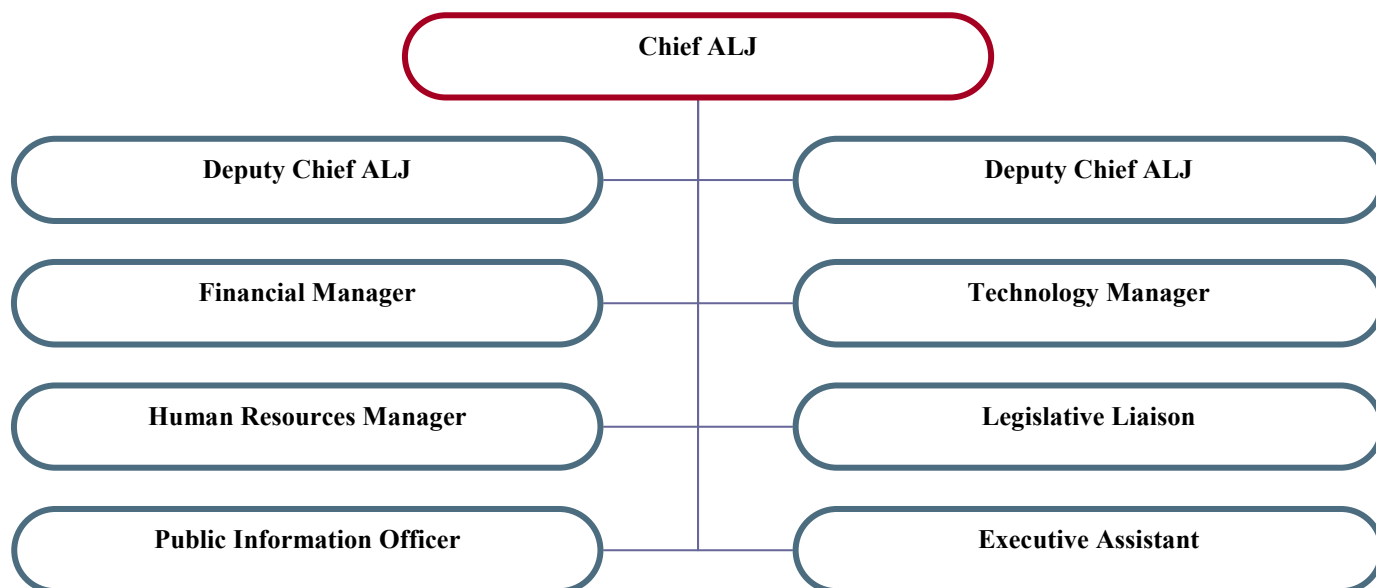 Chief ALJ
Deputy Chief ALJ
Deputy Chief ALJ
Financial Manager
Technology Manager
Human Resources Manager
Legislative Liaison
Public Information Officer
Executive Assistant